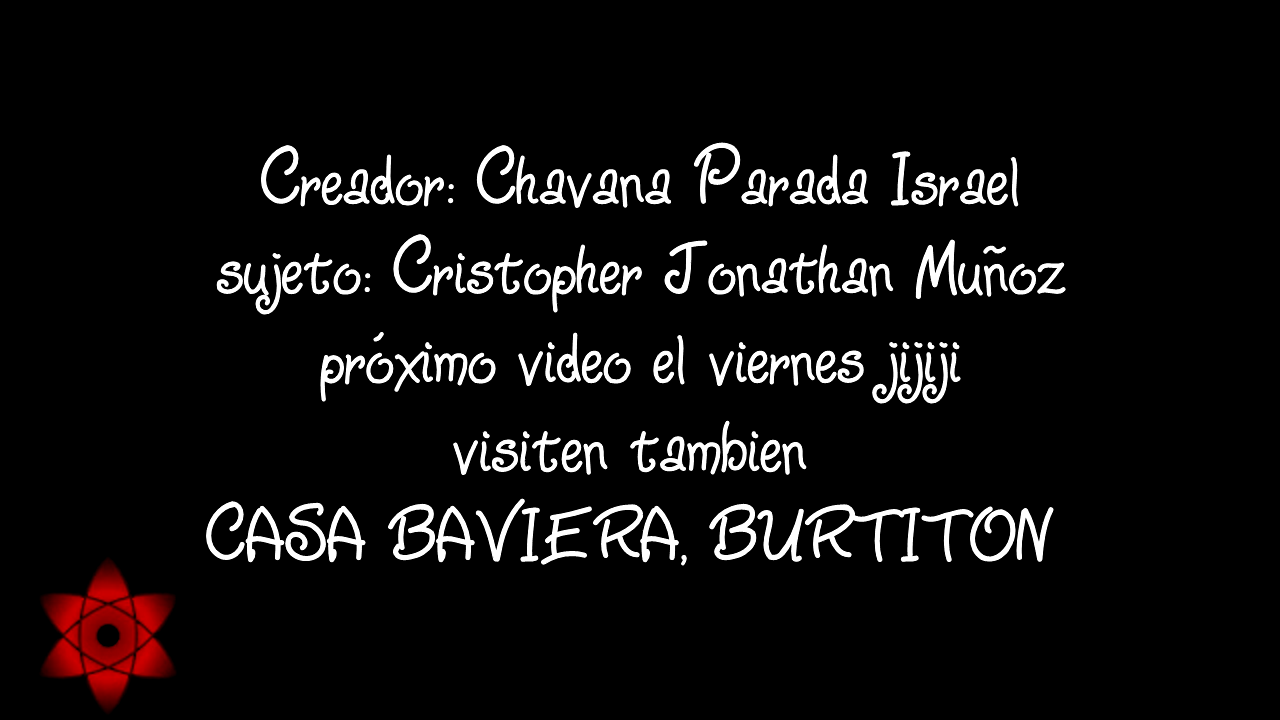 Creador: Chavana Parada Israel
sujeto: Cristopher Jonathan Muñoz
próximo video el viernes jijiji
visiten tambien
CASA BAVIERA, BURTITON